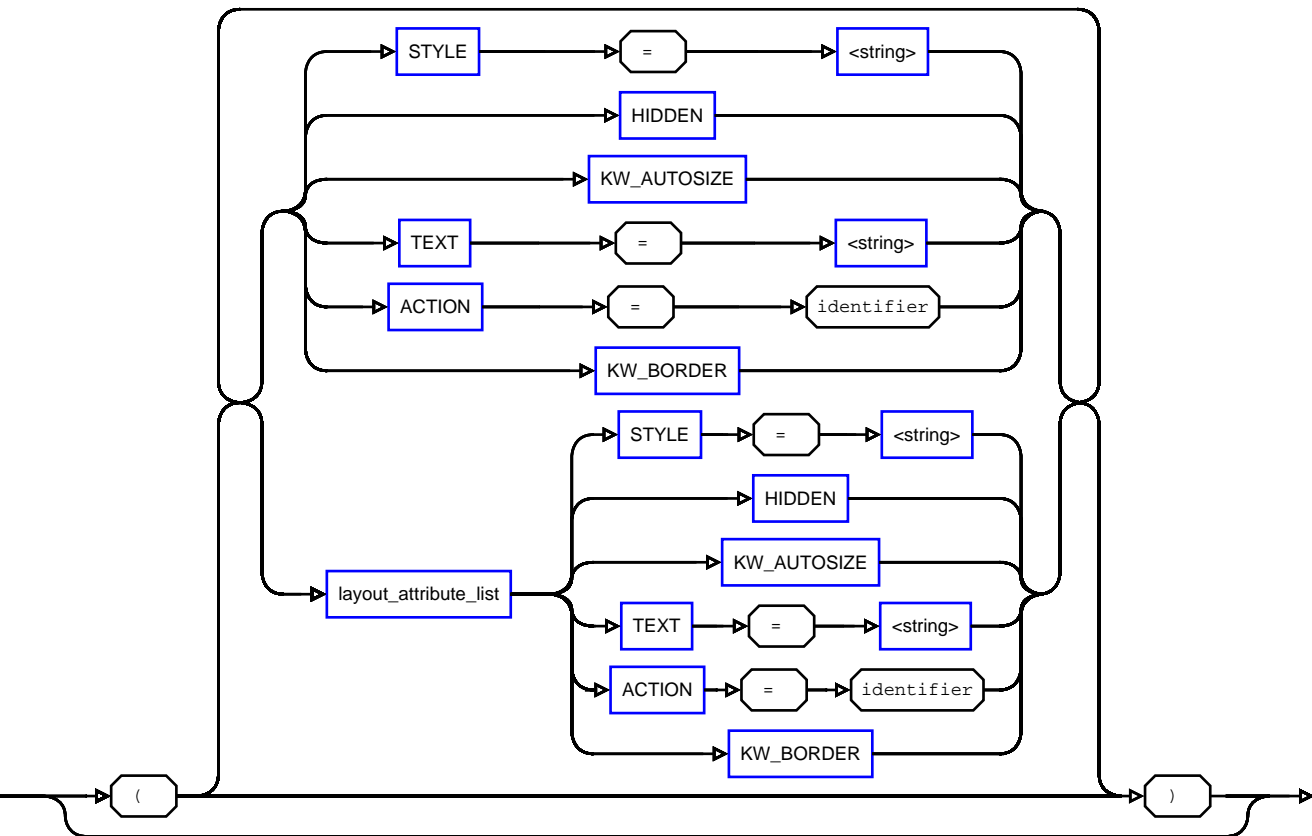 STYLE = <string>
HIDDEN
KW_AUTOSIZE
TEXT = <string>
ACTION = identifier
KW_BORDER
STYLE = <string>
HIDDEN
KW_AUTOSIZE
layout_attribute_list
TEXT = <string>
ACTION = identifier
KW_BORDER
( )